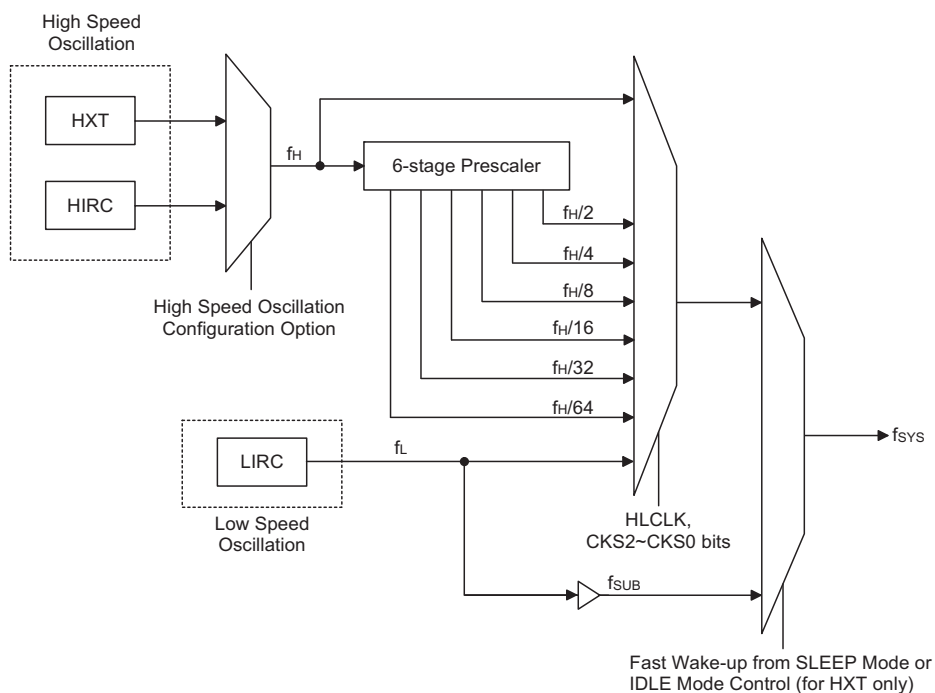 High Speed
Oscillation
HXT
HIRC
fH
6-stage Prescaler
fH/2
fH/4
fH/8
fH/16
fH/32
fH/64
High Speed Oscillation
Configuration Option
LIRC
fL
Low Speed
Oscillation
HLCLK,
CKS2~CKS0 bits
fSUB
fSYS
Fast Wake-up from SLEEP Mode or
IDLE Mode Control (for HXT only)